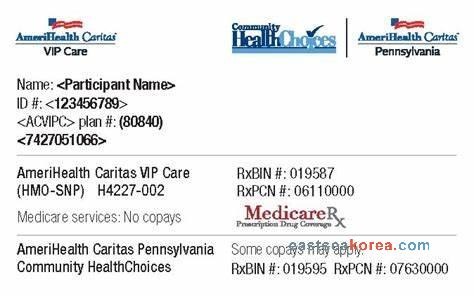 AmeriHealth Caritas
VIP Care
Community
HealthChoices
AmeriHealth Caritas
Pennsylvania
Name: <Participant Name>
ID #: <123456789>
<ACVIPC> plan #: (80840)
<7427051066>
AmeriHealth Caritas VIP Care
(HMO-SNP) H4227-002
Medicare services: No copays
RxBIN #: 019587
RxPCN #: 06110000
MedicareRx
Prescription Drug Coverage
AmeriHealth Caritas Pennsylvania
Community HealthChoices
Some copays may apply.
eastseakorea.com
RxBIN #: 019595 RxPCN #: 07630000